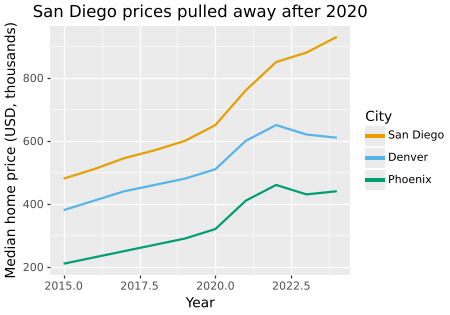 San Diego prices pulled away after 2020
Median home price (USD, thousands)
800
600
400
200
2015.0 2017.5 2020.0 2022.5
Year
City
San Diego
Denver
Phoenix